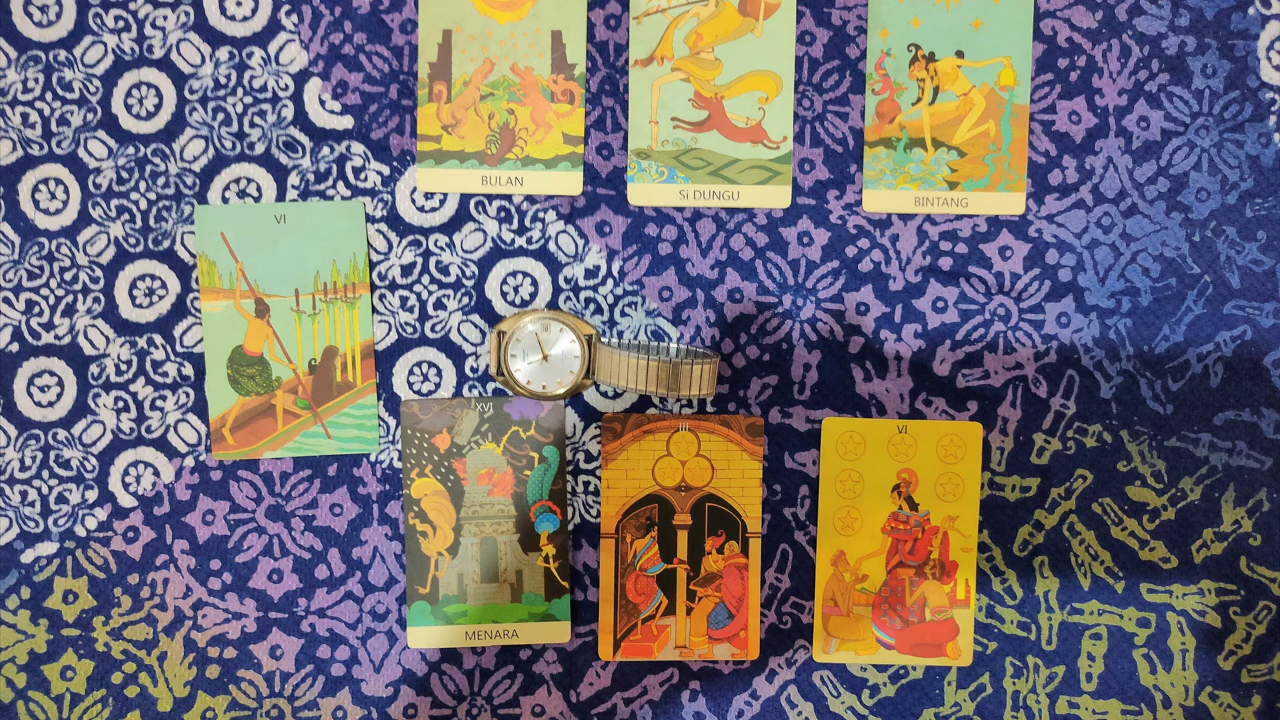 BULAN
Si DUNGU
BINTANG
VI
XVI
MENARA
III
VI